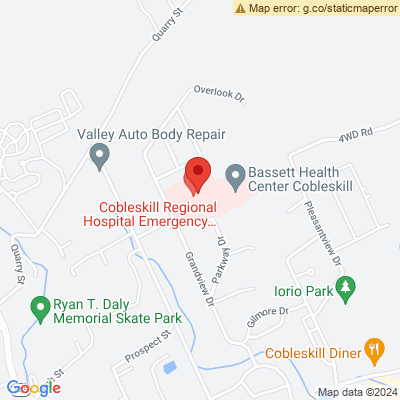 Map error: g.co/staticmaperror
Quarry St
Overlook Dr
Valley Auto Body Repair
4WD Rd
Bassett Health
Center Cobleskill
Cobleskill Regional
Hospital Emergency...
Pleasantview Dr
Quarry St
Parkway Dr
Grandview Dr
Iorio Park
Ryan T. Daly
Memorial Skate Park
Gilmore Dr
Prospect St
Cobleskill Diner
St
Google
Map data ©2024